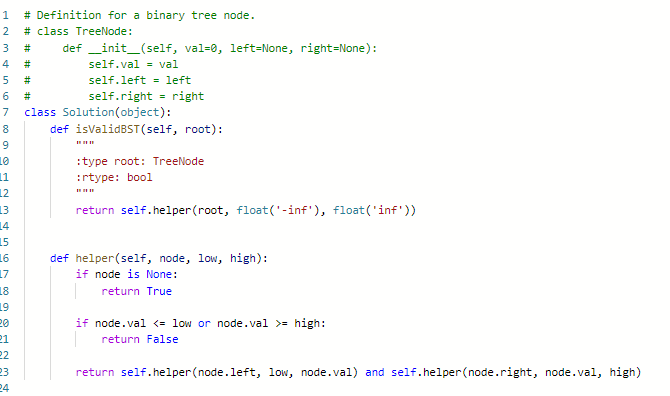 1 # Definition for a binary tree node.
2 # class TreeNode:
3 #     def __init__(self, val=0, left=None, right=None):
4 #         self.val = val
5 #         self.left = left
6 #         self.right = right
7 class Solution(object):
8     def isValidBST(self, root):
9         """
10         :type root: TreeNode
11         :rtype: bool
12         """
13         return self.helper(root, float('-inf'), float('inf'))
14
15
16     def helper(self, node, low, high):
17         if node is None:
18             return True
19
20         if node.val <= low or node.val >= high:
21             return False
22
23         return self.helper(node.left, low, node.val) and self.helper(node.right, node.val, high)
24